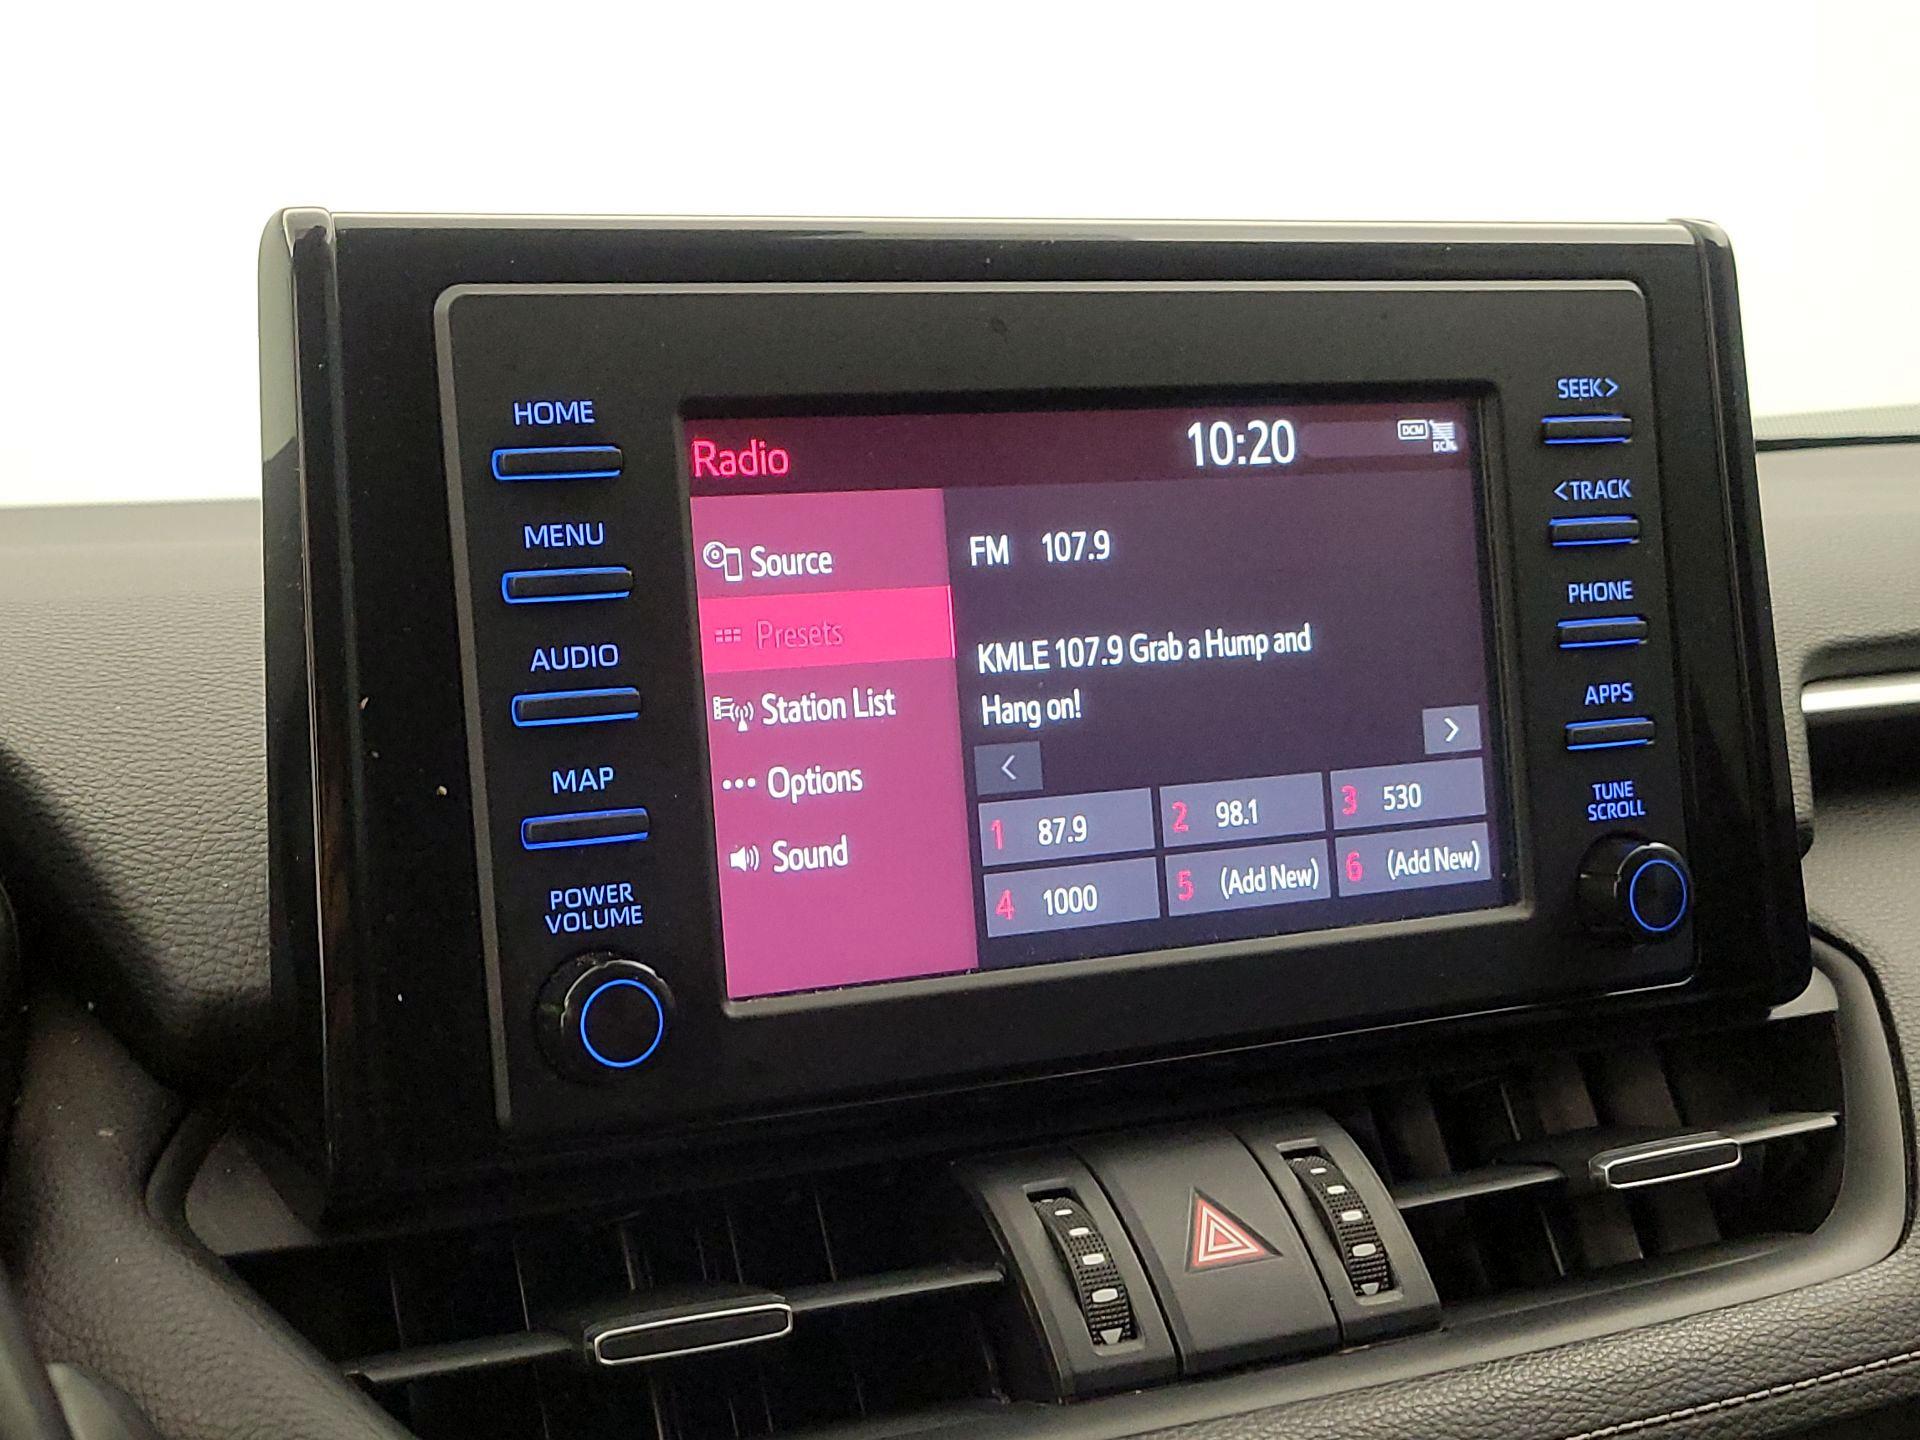 HOME
MENU
AUDIO
MAP
POWER
VOLUME
Radio
10:20
DCM
Source
Presets
Station List
Options
Sound
FM 107.9
KMLE 107.9 Grab a Hump and
Hang on!
<
>
1 87.9
2 98.1
3 530
4 1000
5 (Add New)
6 (Add New)
SEEK>
<TRACK
PHONE
APPS
TUNE
SCROLL